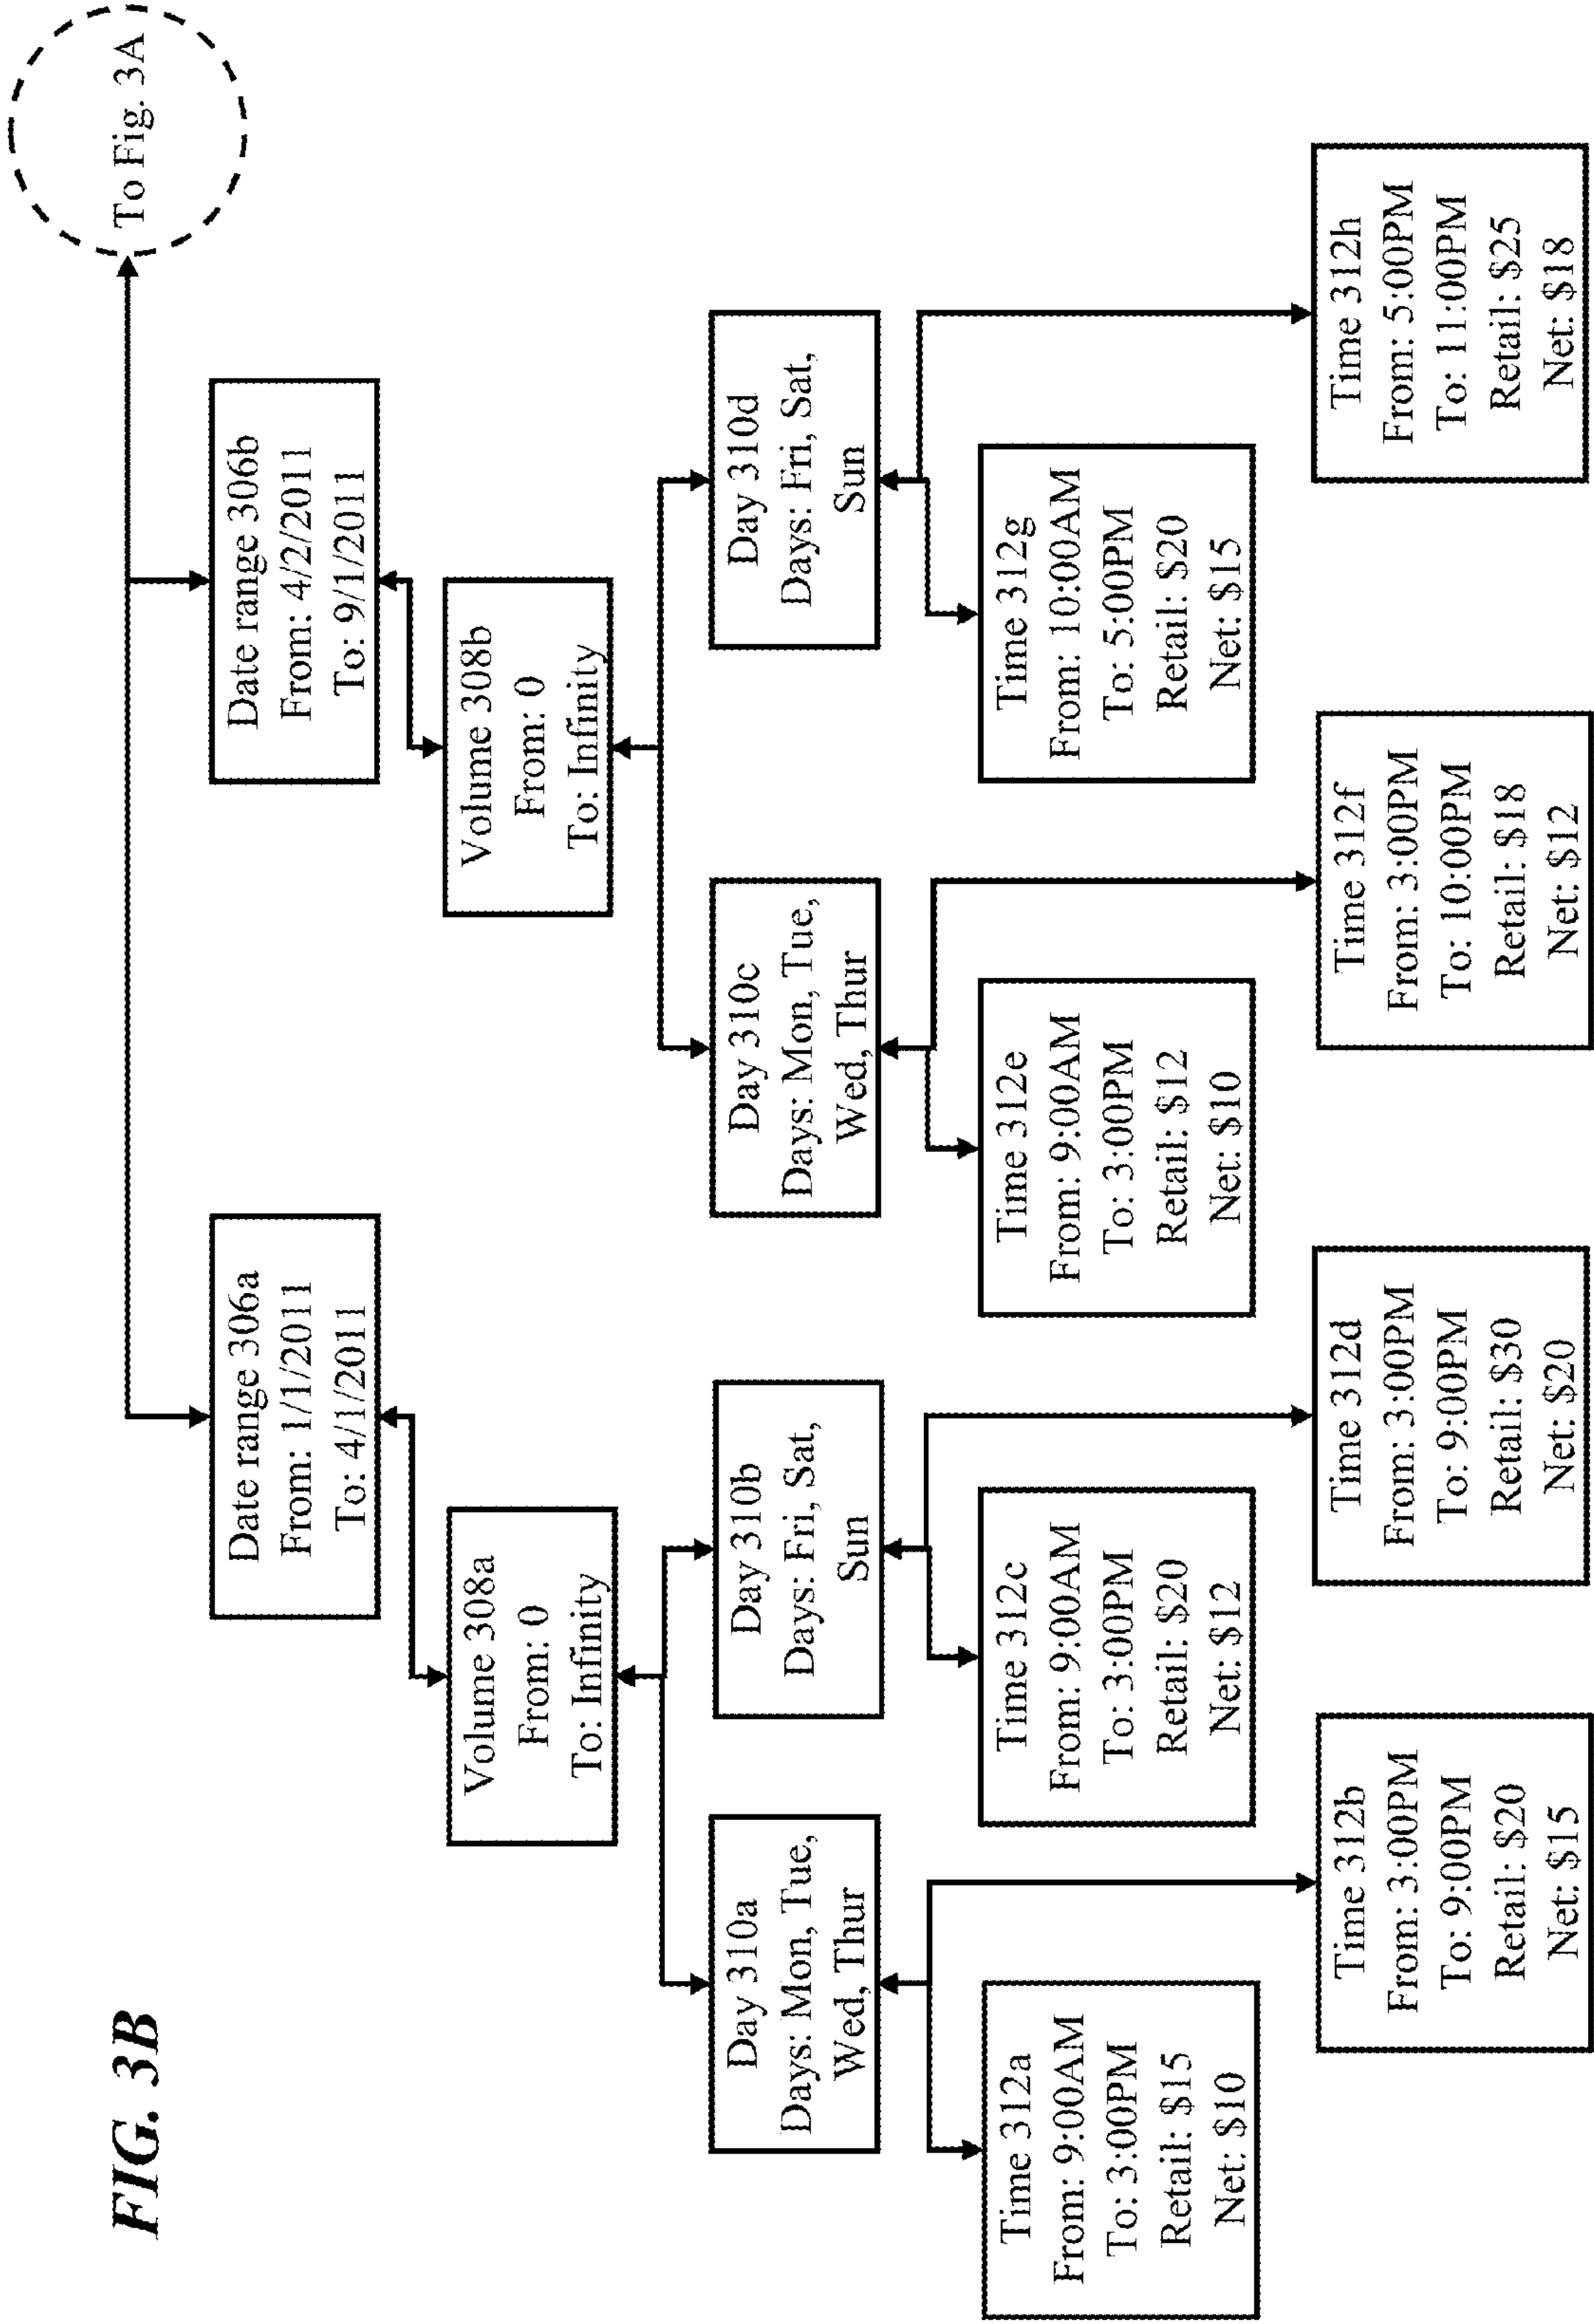 FIG. 3B
To Fig. 3A
Date range 306a
From: 1/1/2011
To: 4/1/2011
Date range 306b
From: 4/2/2011
To: 9/1/2011
Volume 308a
From: 0
To: Infinity
Volume 308b
From: 0
To: Infinity
Day 310a
Days: Mon, Tue,
Wed, Thur
Day 310b
Days: Fri, Sat,
Sun
Day 310c
Days: Mon, Tue,
Wed, Thur
Day 310d
Days: Fri, Sat,
Sun
Time 312a
From: 9:00AM
To: 3:00PM
Retail: $15
Net: $10
Time 312c
From: 9:00AM
To: 3:00PM
Retail: $20
Net: $12
Time 312e
From: 9:00AM
To: 3:00PM
Retail: $12
Net: $10
Time 312g
From: 10:00AM
To: 5:00PM
Retail: $20
Net: $15
Time 312b
From: 3:00PM
To: 9:00PM
Retail: $20
Net: $15
Time 312d
From: 3:00PM
To: 9:00PM
Retail: $30
Net: $20
Time 312f
From: 3:00PM
To: 10:00PM
Retail: $18
Net: $12
Time 312h
From: 5:00PM
To: 11:00PM
Retail: $25
Net: $18